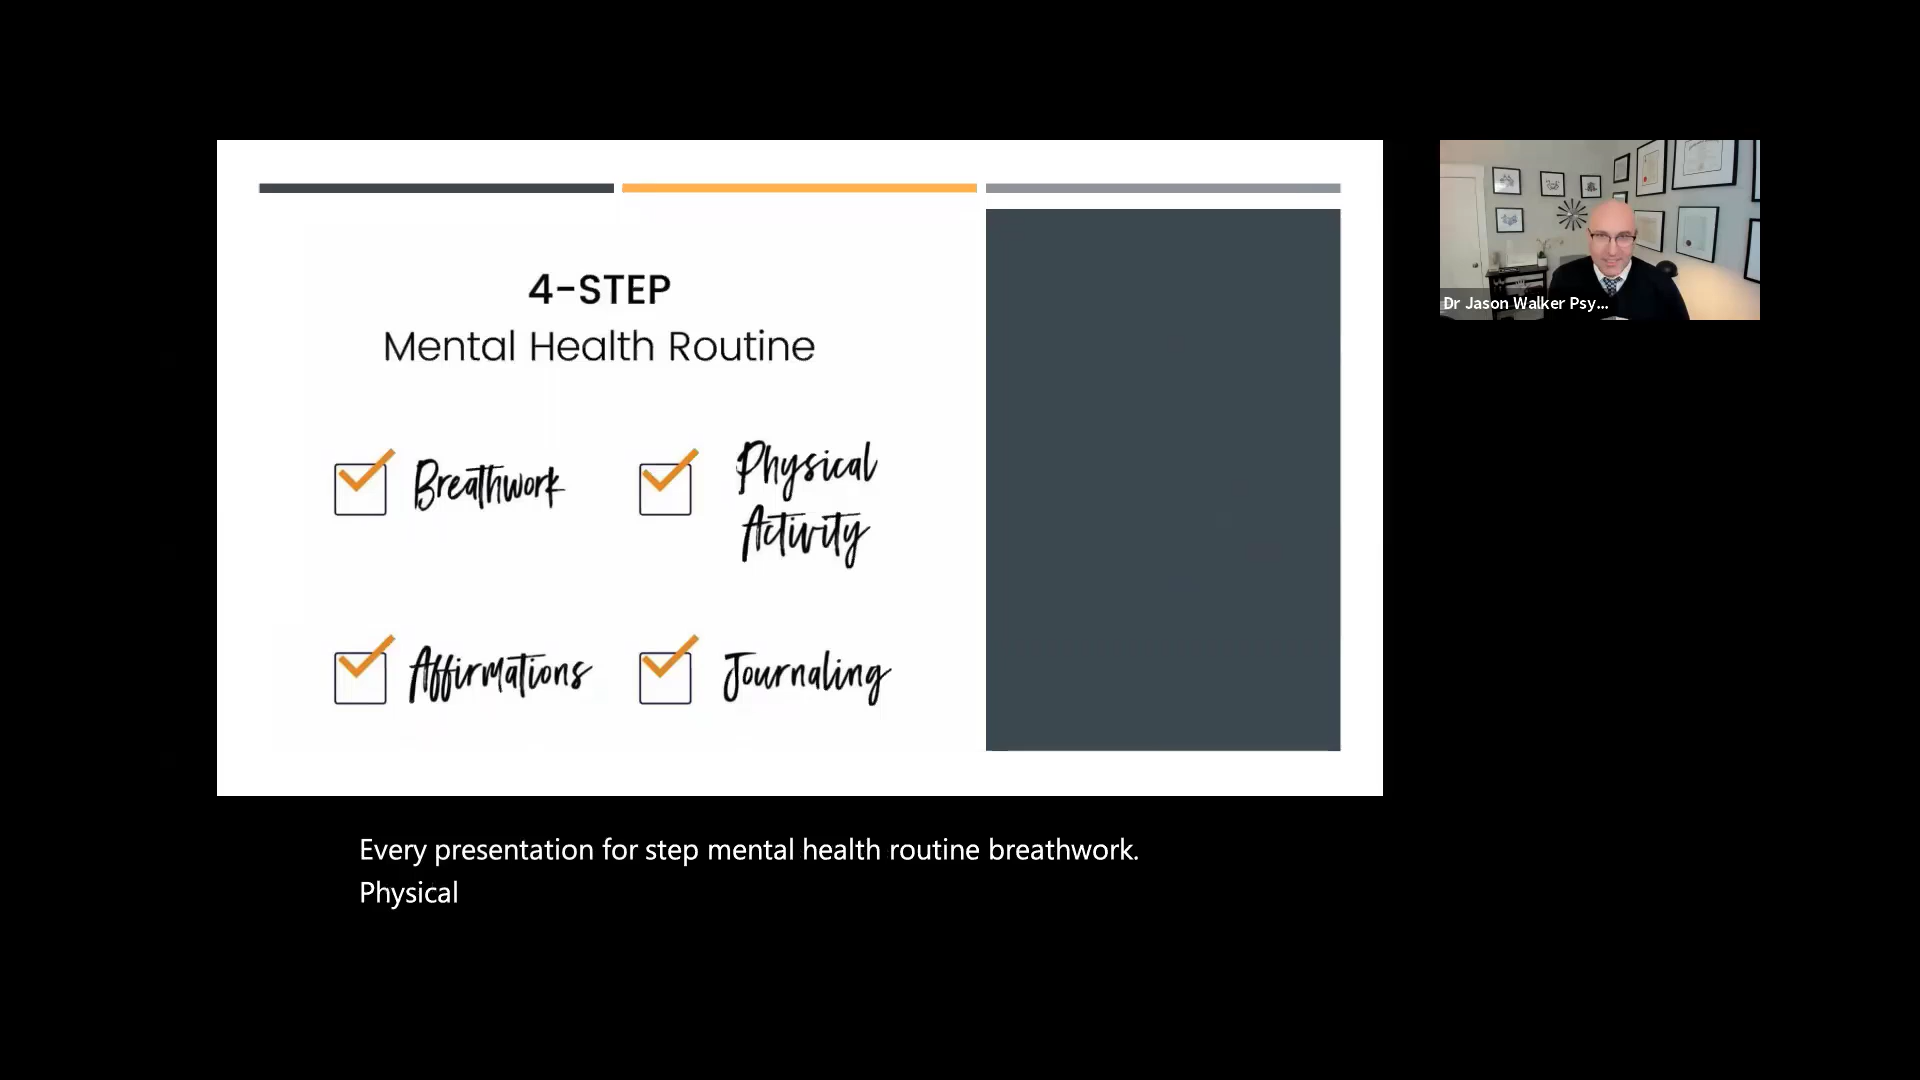 4-STEP
Mental Health Routine
Breathwork
Physical
Activity
Affirmations
Journaling
Dr Jason Walker Psy...
Every presentation for step mental health routine breathwork.
Physical